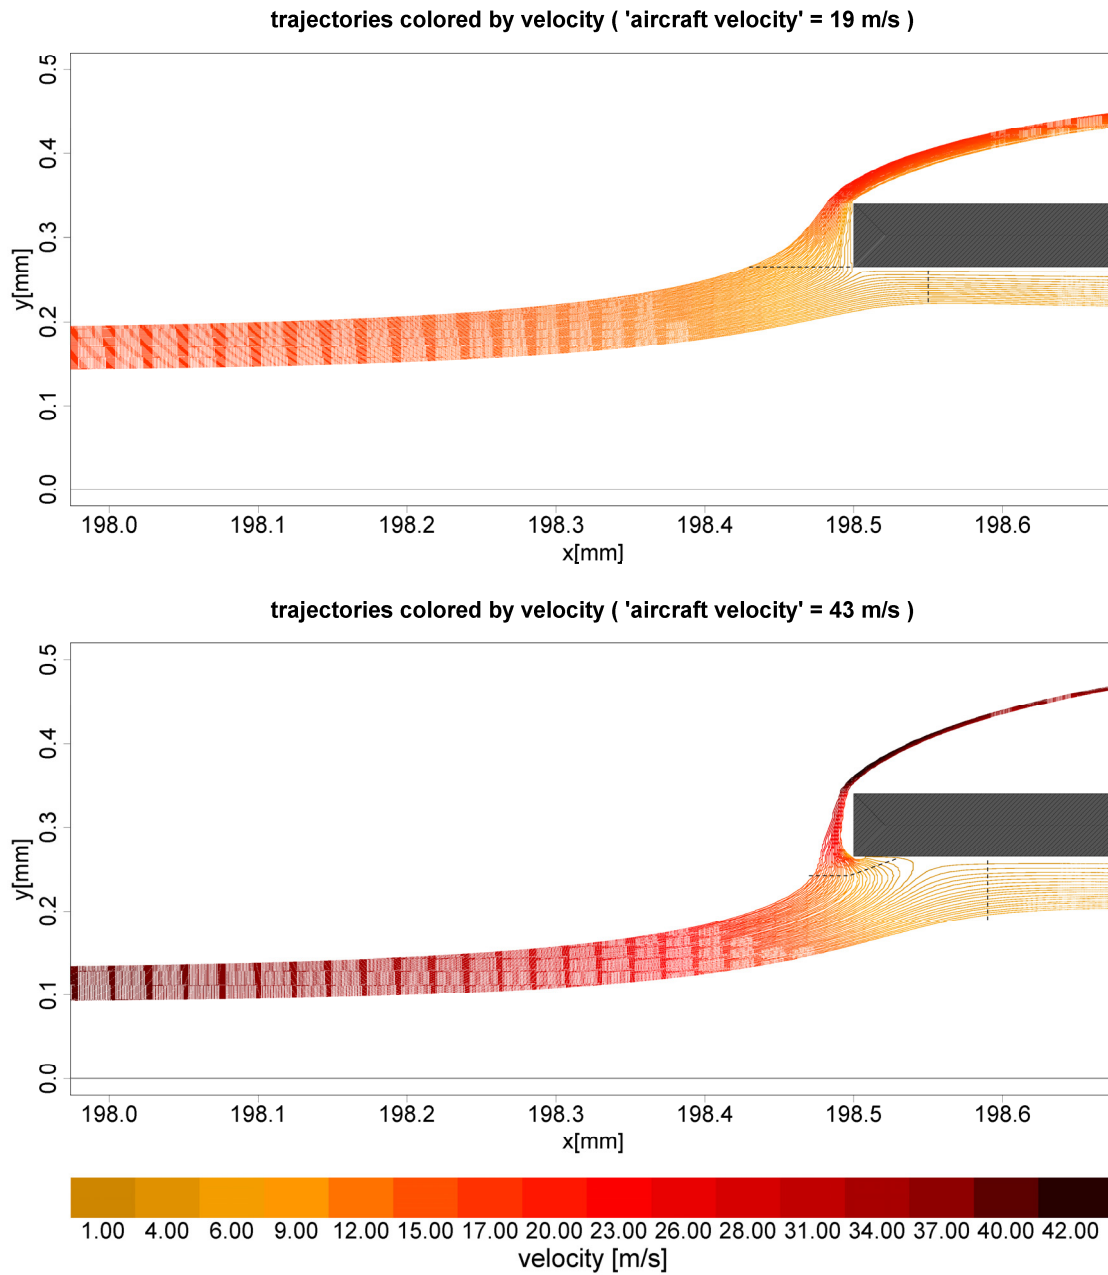 trajectories colored by velocity ( 'aircraft velocity' = 19 m/s )
0.5
0.4
0.3
0.2
0.1
0.0
y[mm]
198.0 198.1 198.2 198.3 198.4 198.5 198.6
x[mm]
trajectories colored by velocity ( 'aircraft velocity' = 43 m/s )
0.5
0.4
0.3
0.2
0.1
0.0
y[mm]
198.0 198.1 198.2 198.3 198.4 198.5 198.6
x[mm]
1.00 4.00 6.00 9.00 12.00 15.00 17.00 20.00 23.00 26.00 28.00 31.00 34.00 37.00 40.00 42.00
velocity [m/s]